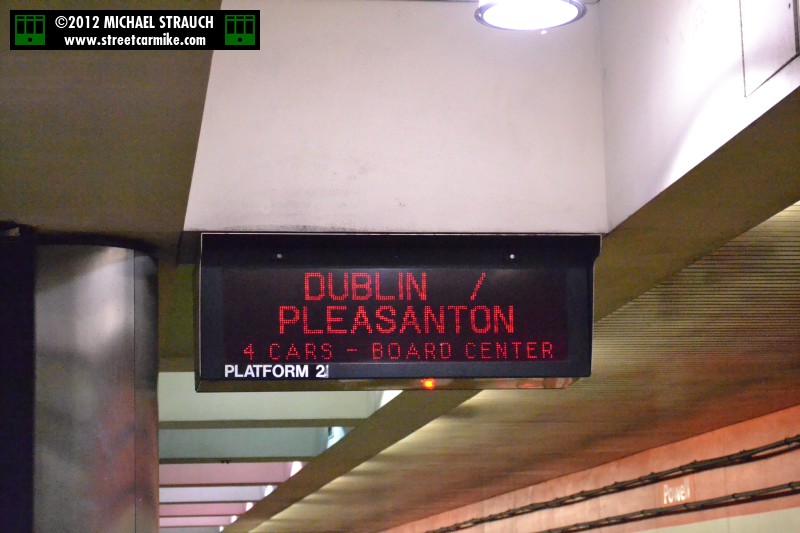 ©2012 MICHAEL STRAUCH
www.streetcarmike.com
DUBLIN /
PLEASANTON
4 CARS - BOARD CENTER
PLATFORM 2
Powell